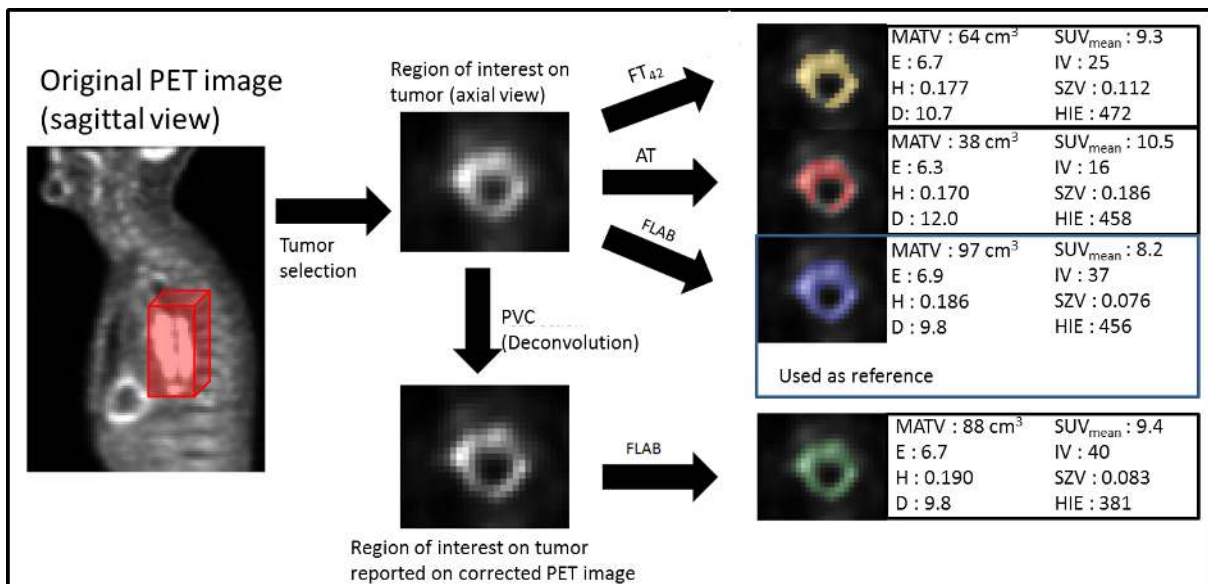 Original PET image
(sagittal view)
Tumor
selection
Region of interest on
tumor (axial view)
PVC
(Deconvolution)
Region of interest on tumor
reported on corrected PET image
FT42
AT
FLAB
FLAB
MATV : 64 cm³
E : 6.7
H : 0.177
D: 10.7
SUVmean : 9.3
IV : 25
SZV : 0.112
HIE : 472
MATV : 38 cm³
E : 6.3
H : 0.170
D : 12.0
SUVmean : 10.5
IV : 16
SZV : 0.186
HIE : 458
MATV : 97 cm³
E : 6.9
H : 0.186
D : 9.8
SUVmean : 8.2
IV : 37
SZV : 0.076
HIE : 456
Used as reference
MATV : 88 cm³
E : 6.7
H : 0.190
D : 9.8
SUVmean : 9.4
IV : 40
SZV : 0.083
HIE : 381